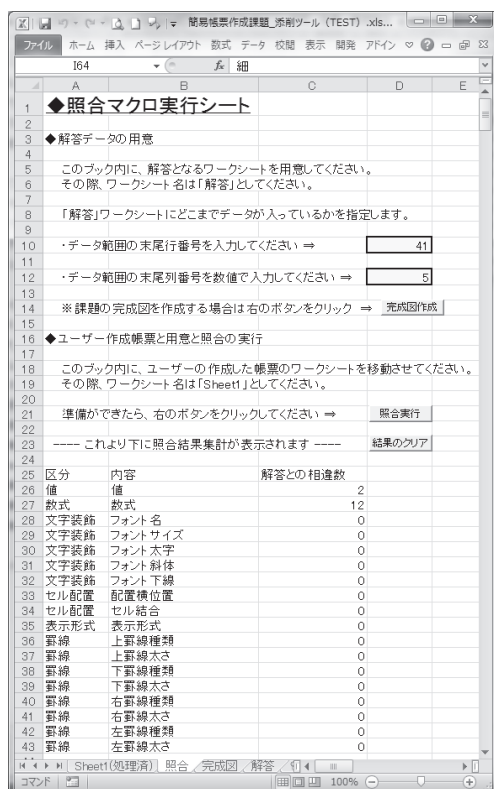 簡易帳票作成課題_添削ツール（TEST）.xls...
ファイル ホーム 挿入 ページレイアウト 数式 データ 校閲 表示 開発 アドイン
I64 fx 細
A B C D E
1 ◆照合マクロ実行シート
2
3 ◆解答データの用意
4
5 このブック内に、解答となるワークシートを用意してください。
6 その際、ワークシート名は「解答」としてください。
7
8 「解答」ワークシートにどこまでデータが入っているかを指定します。
9
10 ・データ範囲の末尾行番号を入力してください ⇒ 41
11
12 ・データ範囲の末尾列番号を数値で入力してください ⇒ 5
13
14 ※課題の完成図を作成する場合は右のボタンをクリック ⇒ 完成図作成
15
16 ◆ユーザー作成帳票と用意と照合の実行
17
18 このブック内に、ユーザーの作成した帳票のワークシートを移動させてください。
19 その際、ワークシート名は「Sheet1」としてください。
20
21 準備ができたら、右のボタンをクリックしてください ⇒ 照合実行
22
23 ---- これより下に照合結果集計が表示されます ---- 結果のクリア
24
25 区分 内容 解答との相違数
26 値 値 2
27 数式 数式 12
28 文字装飾 フォント名 0
29 文字装飾 フォントサイズ 0
30 文字装飾 フォント太字 0
31 文字装飾 フォント斜体 0
32 文字装飾 フォント下線 0
33 セル配置 配置横位置 0
34 セル配置 セル結合 0
35 表示形式 表示形式 0
36 罫線 上罫線種類 0
37 罫線 上罫線太さ 0
38 罫線 下罫線種類 0
39 罫線 下罫線太さ 0
40 罫線 右罫線種類 0
41 罫線 右罫線太さ 0
42 罫線 左罫線種類 0
43 罫線 左罫線太さ 0
Sheet1(処理済) 照合 完成図 解答
コマンド 100%